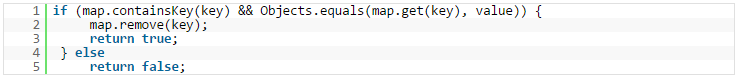 1 if (map.containsKey(key) && Objects.equals(map.get(key), value)) {
2     map.remove(key);
3     return true;
4 } else
5     return false;